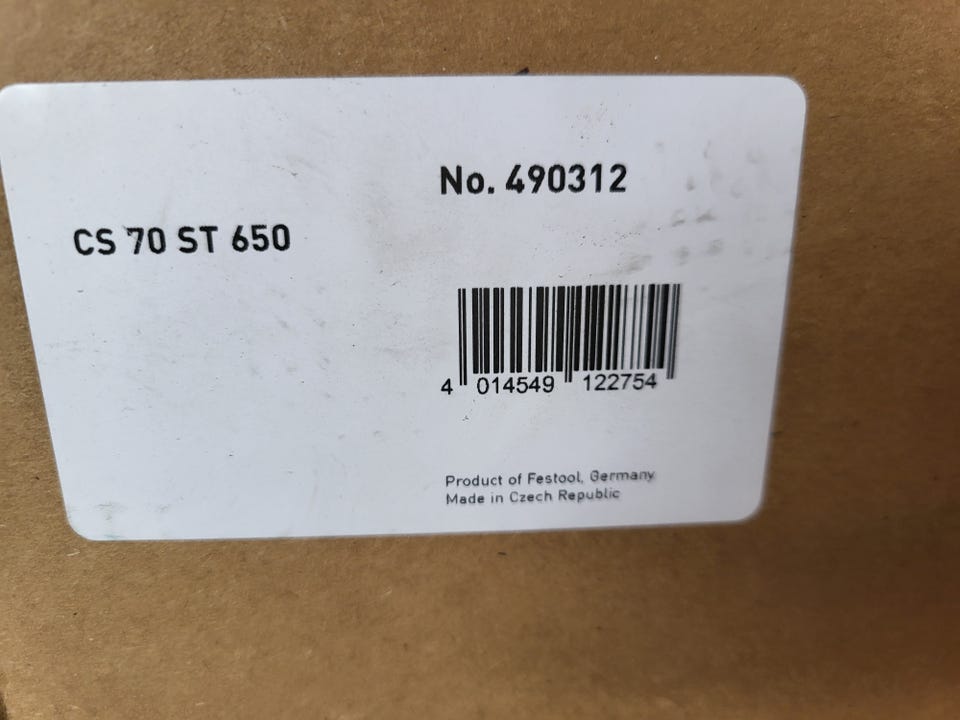 No. 490312
CS 70 ST 650
4 014549 122754
Product of Festool, Germany
Made in Czech Republic